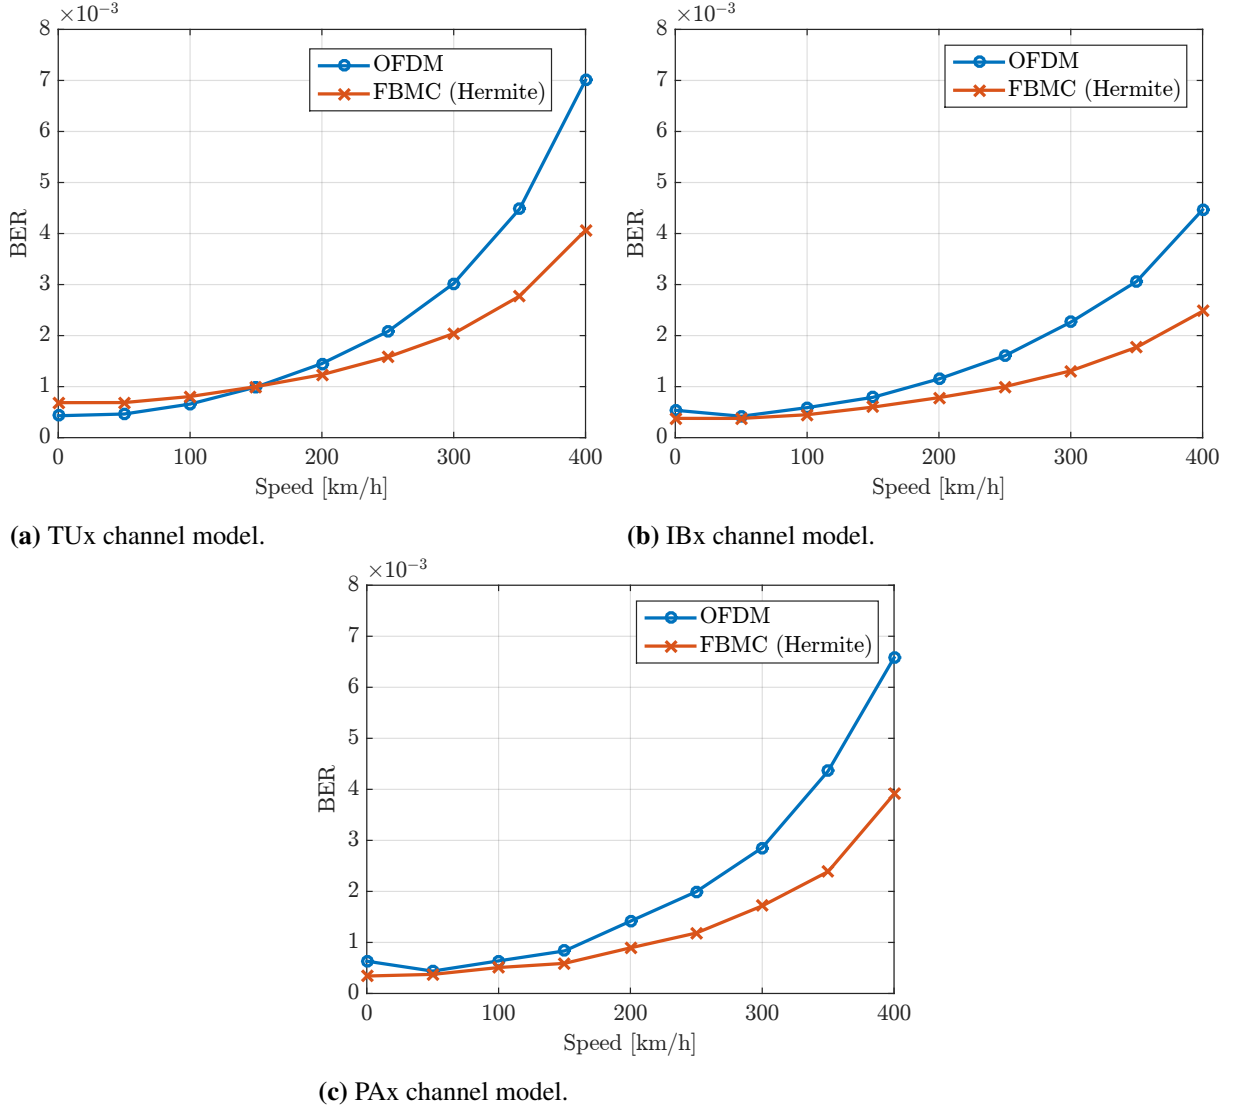 ×10⁻³
8
7
6
5
4
3
2
1
0
BER
OFDM
FBMC (Hermite)
0 100 200 300 400
Speed [km/h]
(a) TUx channel model.
×10⁻³
8
7
6
5
4
3
2
1
0
BER
OFDM
FBMC (Hermite)
0 100 200 300 400
Speed [km/h]
(b) IBx channel model.
×10⁻³
8
7
6
5
4
3
2
1
0
BER
OFDM
FBMC (Hermite)
0 100 200 300 400
Speed [km/h]
(c) PAx channel model.